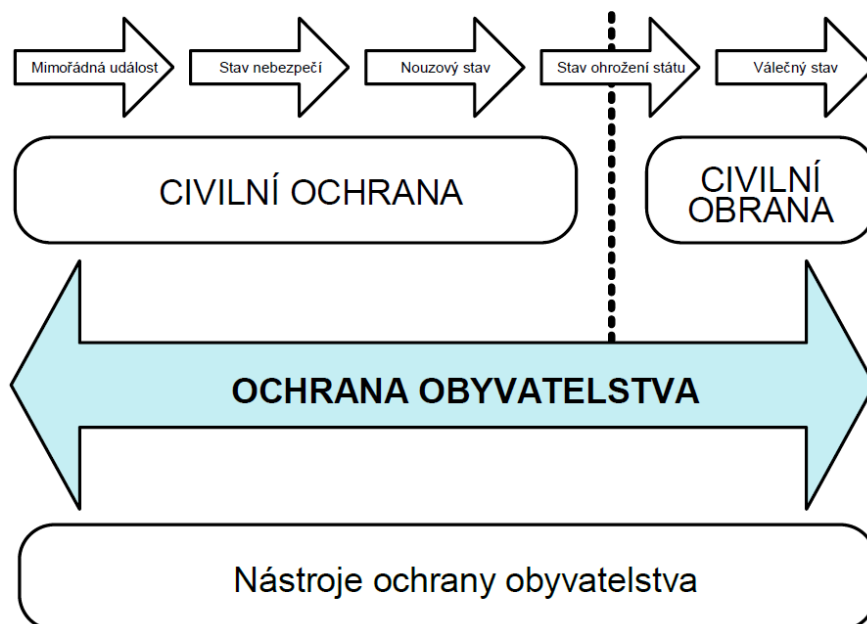 Mimořádná událost
Stav nebezpečí
Nouzový stav
Stav ohrožení státu
Válečný stav
CIVILNÍ OCHRANA
CIVILNÍ
OBRANA
OCHRANA OBYVATELSTVA
Nástroje ochrany obyvatelstva